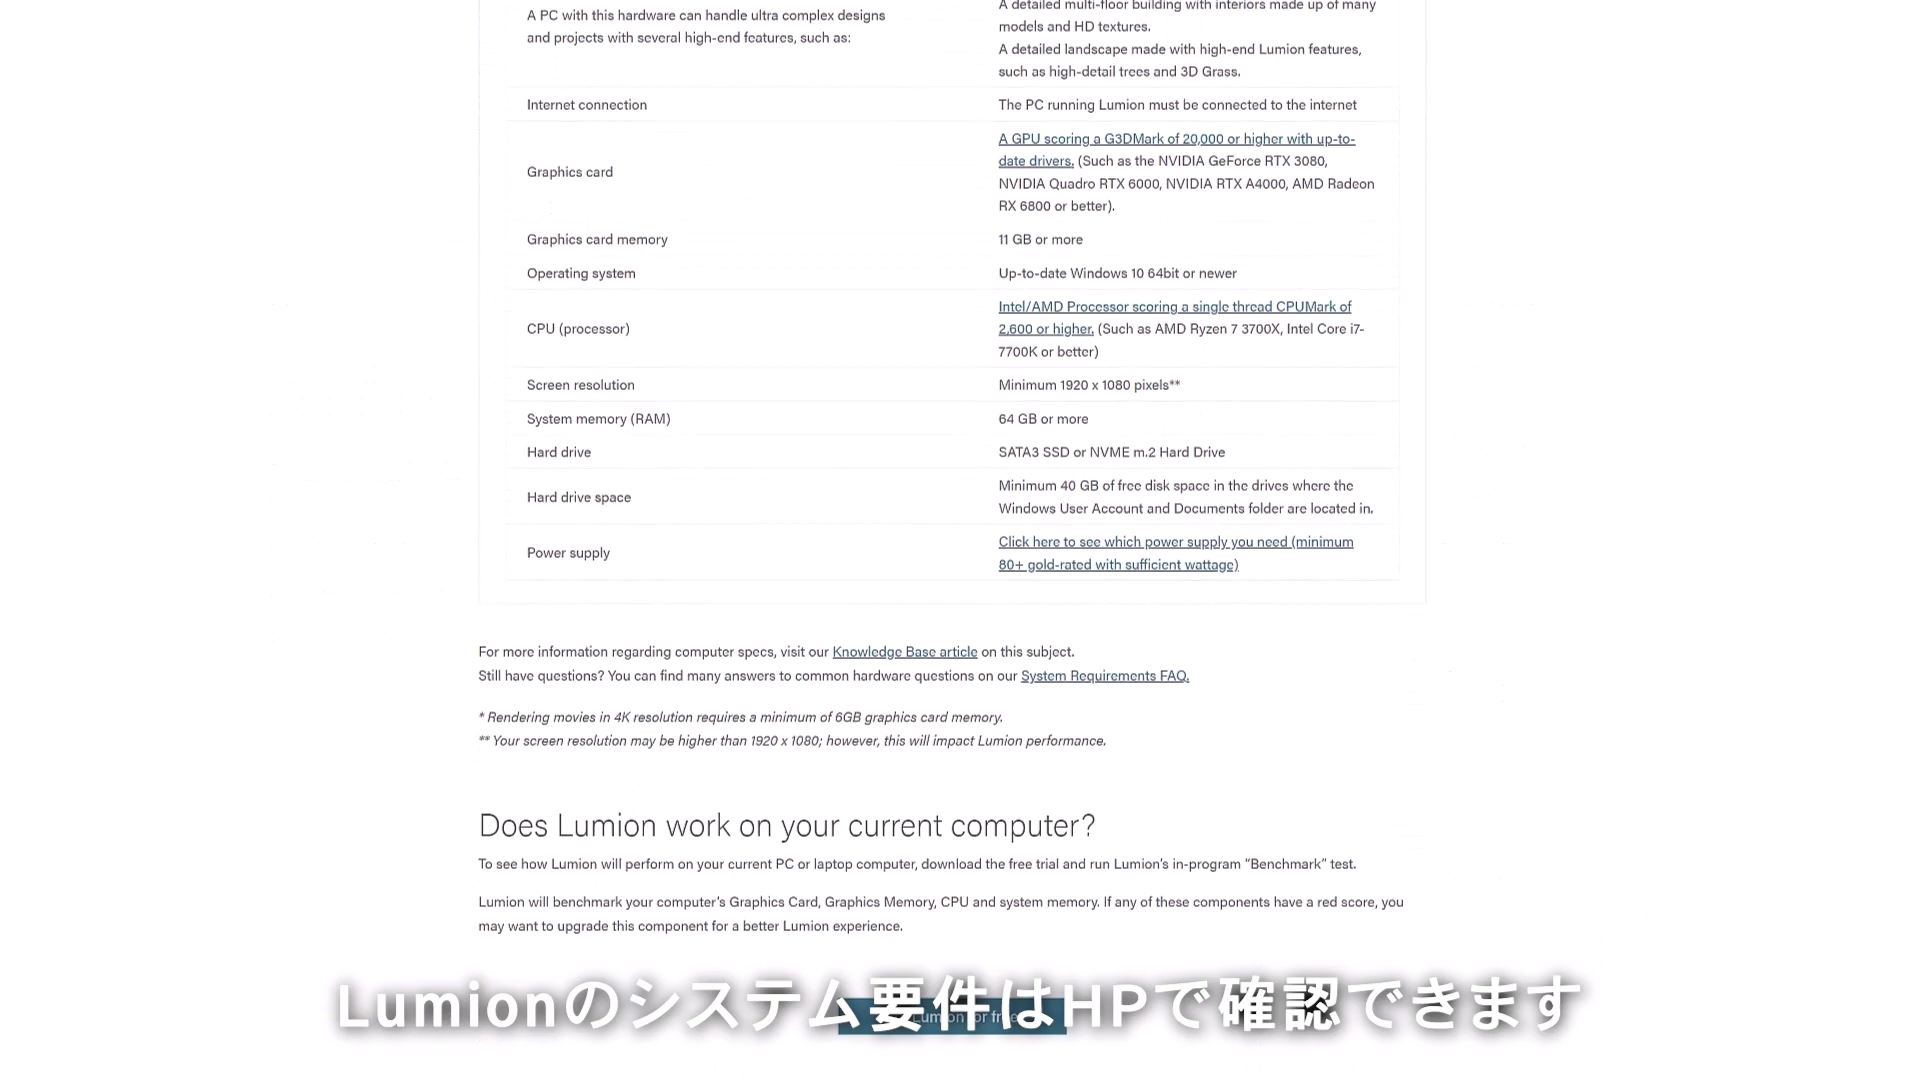 A PC with this hardware can handle ultra complex designs
and projects with several high-end features, such as:
A detailed multi-floor building with interiors made up of many
models and HD textures.
A detailed landscape made with high-end Lumion features,
such as high-detail trees and 3D Grass.
Internet connection
The PC running Lumion must be connected to the internet
Graphics card
A GPU scoring a G3DMark of 20,000 or higher with up-to-
date drivers. (Such as the NVIDIA GeForce RTX 3080,
NVIDIA Quadro RTX 6000, NVIDIA RTX A4000, AMD Radeon
RX 6800 or better).
Graphics card memory
11 GB or more
Operating system
Up-to-date Windows 10 64bit or newer
CPU (processor)
Intel/AMD Processor scoring a single thread CPUMark of
2,600 or higher. (Such as AMD Ryzen 7 3700X, Intel Core i7-
7700K or better)
Screen resolution
Minimum 1920 x 1080 pixels**
System memory (RAM)
64 GB or more
Hard drive
SATA3 SSD or NVME m.2 Hard Drive
Hard drive space
Minimum 40 GB of free disk space in the drives where the
Windows User Account and Documents folder are located in.
Power supply
Click here to see which power supply you need (minimum
80+ gold-rated with sufficient wattage)
For more information regarding computer specs, visit our Knowledge Base article on this subject.
Still have questions? You can find many answers to common hardware questions on our System Requirements FAQ.
* Rendering movies in 4K resolution requires a minimum of 6GB graphics card memory.
** Your screen resolution may be higher than 1920 x 1080; however, this will impact Lumion performance.
Does Lumion work on your current computer?
To see how Lumion will perform on your current PC or laptop computer, download the free trial and run Lumion's in-program "Benchmark" test.
Lumion will benchmark your computer's Graphics Card, Graphics Memory, CPU and system memory. If any of these components have a red score, you
may want to upgrade this component for a better Lumion experience.
Lumionのシステム要件はHPで確認できます